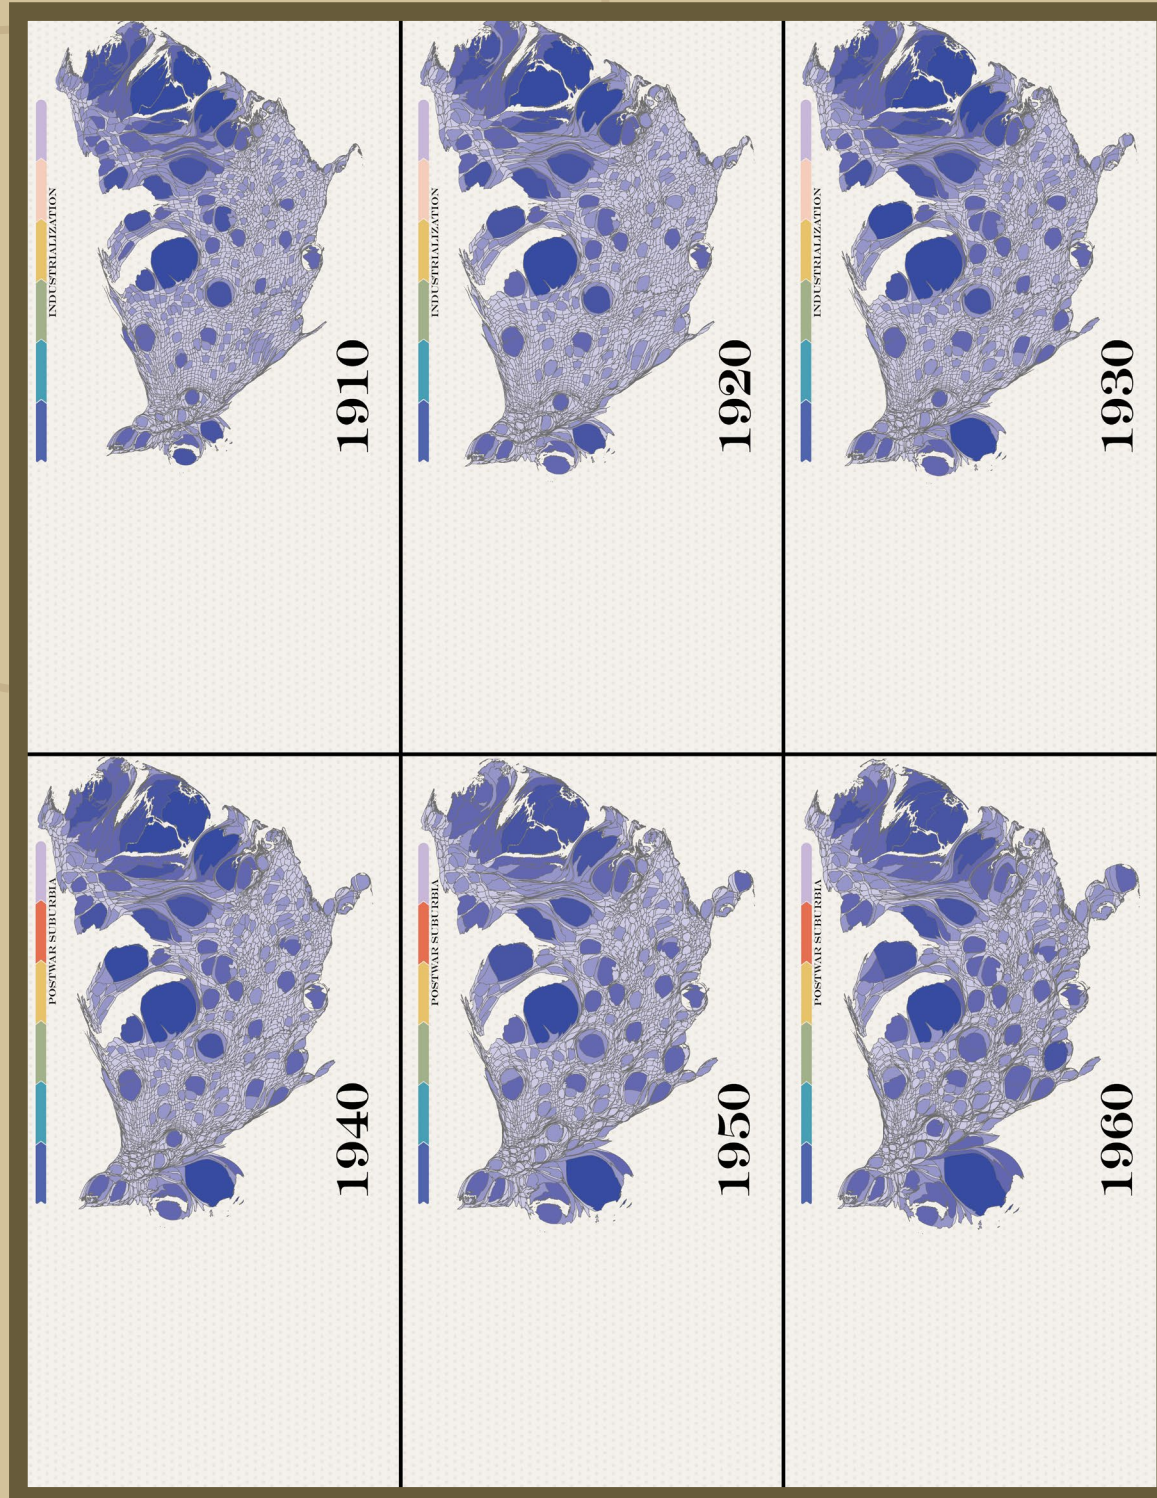 INDUSTRIALIZATION
1910
INDUSTRIALIZATION
1920
INDUSTRIALIZATION
1930
POSTWAR SUBURBIA
1940
POSTWAR SUBURBIA
1950
POSTWAR SUBURBIA
1960